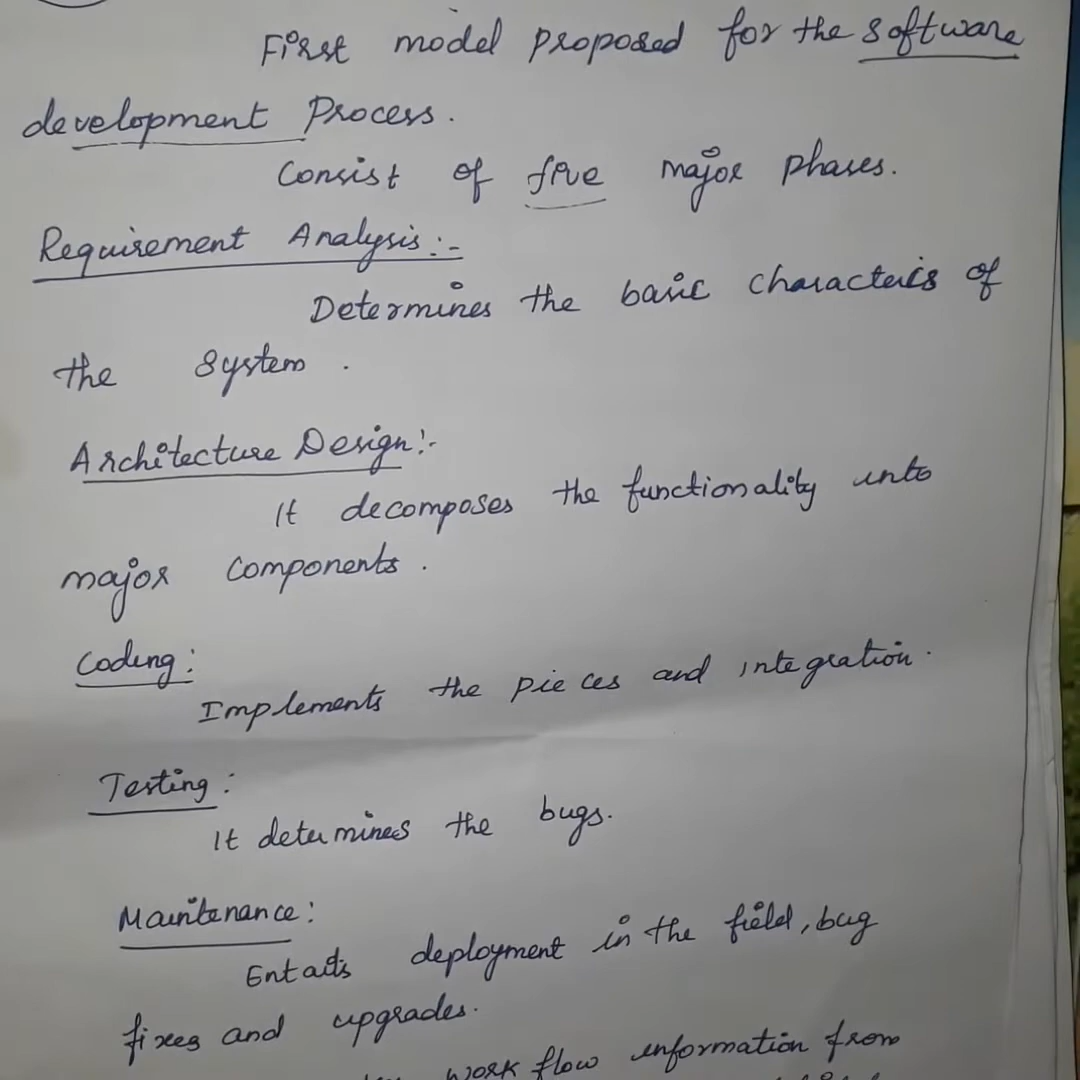 First model proposed for the software
development Process.
Consist of five major phases.
Requirement Analysis:-
Determines the basic characteris of
the System.
Architecture Design:-
It decomposes the functionality into
major components.
Coding:
Implements the pieces and integration.
Testing:
It determines the bugs.
Maintenance:
Entails deployment in the field, bug
fixes and upgrades.
work flow information from